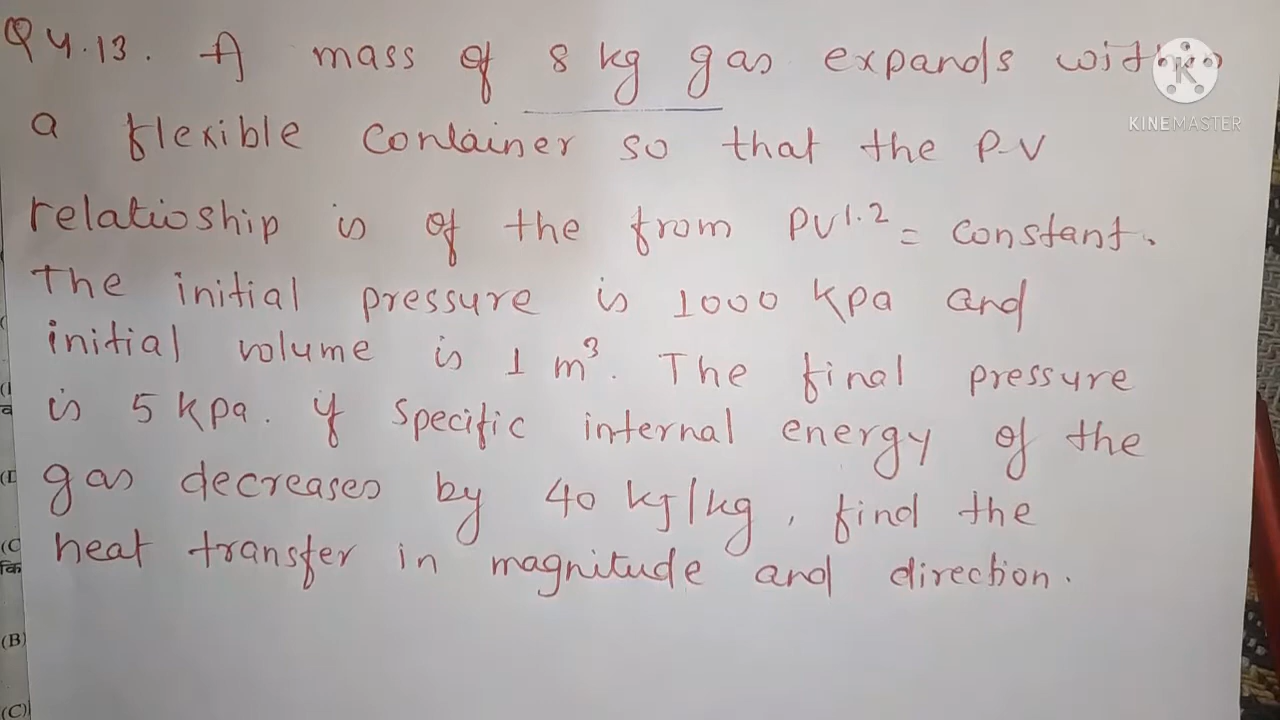 Q4.13. A mass of 8 kg gas expands within
a flexible container so that the P-V
relatioship is of the from PV1.2 = constant.
The initial pressure is 1000 kpa and
initial volume is 1 m3. The final pressure
is 5 kpa. if specific internal energy of the
gas decreases by 40 kJ/kg, find the
heat transfer in magnitude and direction.
KINEMASTER
(D
(C
कि
(B)
(C)